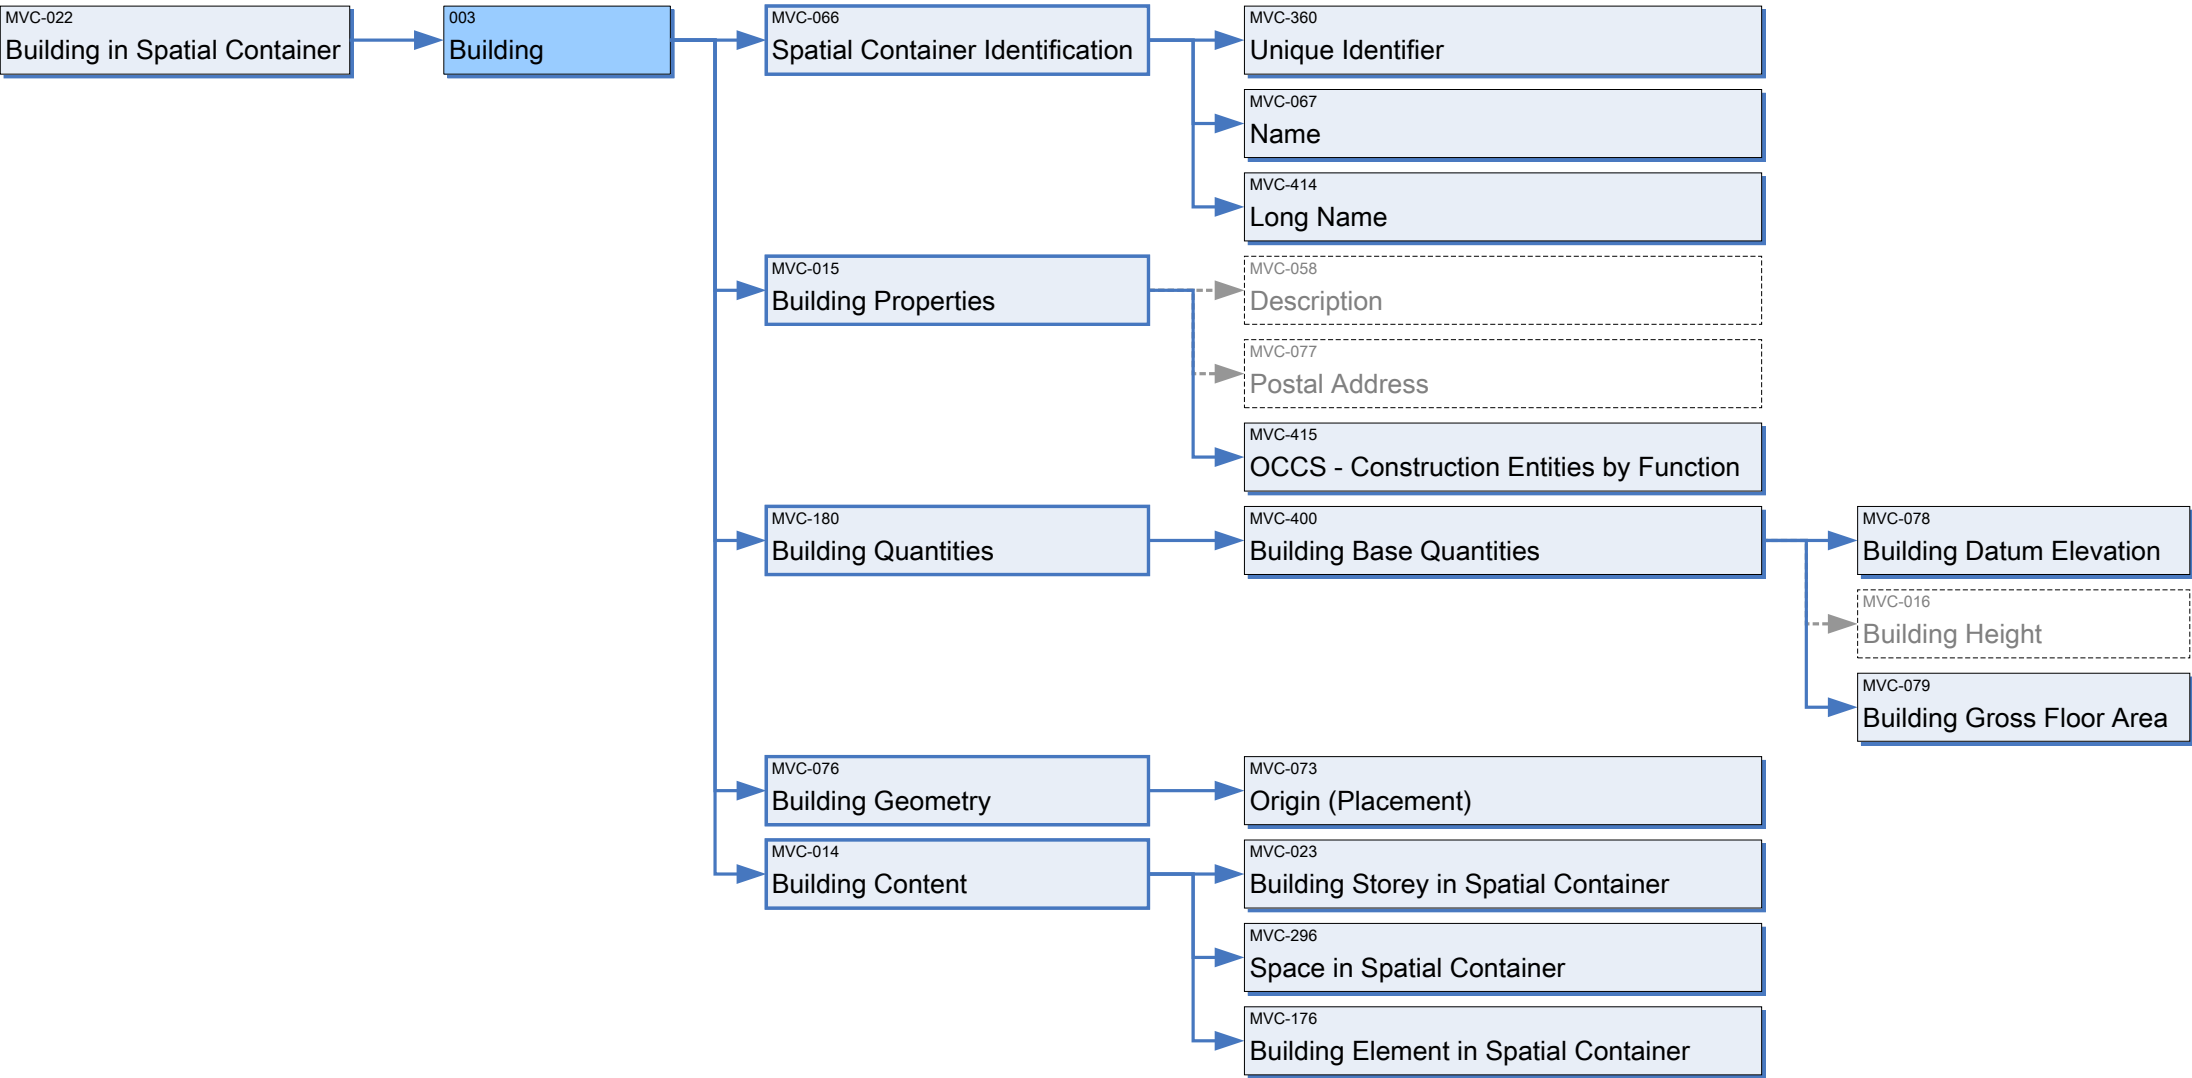 MVC-022
Building in Spatial Container
003
Building
MVC-066
Spatial Container Identification
MVC-360
Unique Identifier
MVC-067
Name
MVC-414
Long Name
MVC-015
Building Properties
MVC-058
Description
MVC-077
Postal Address
MVC-415
OCCS - Construction Entities by Function
MVC-180
Building Quantities
MVC-400
Building Base Quantities
MVC-078
Building Datum Elevation
MVC-016
Building Height
MVC-079
Building Gross Floor Area
MVC-076
Building Geometry
MVC-073
Origin (Placement)
MVC-014
Building Content
MVC-023
Building Storey in Spatial Container
MVC-296
Space in Spatial Container
MVC-176
Building Element in Spatial Container